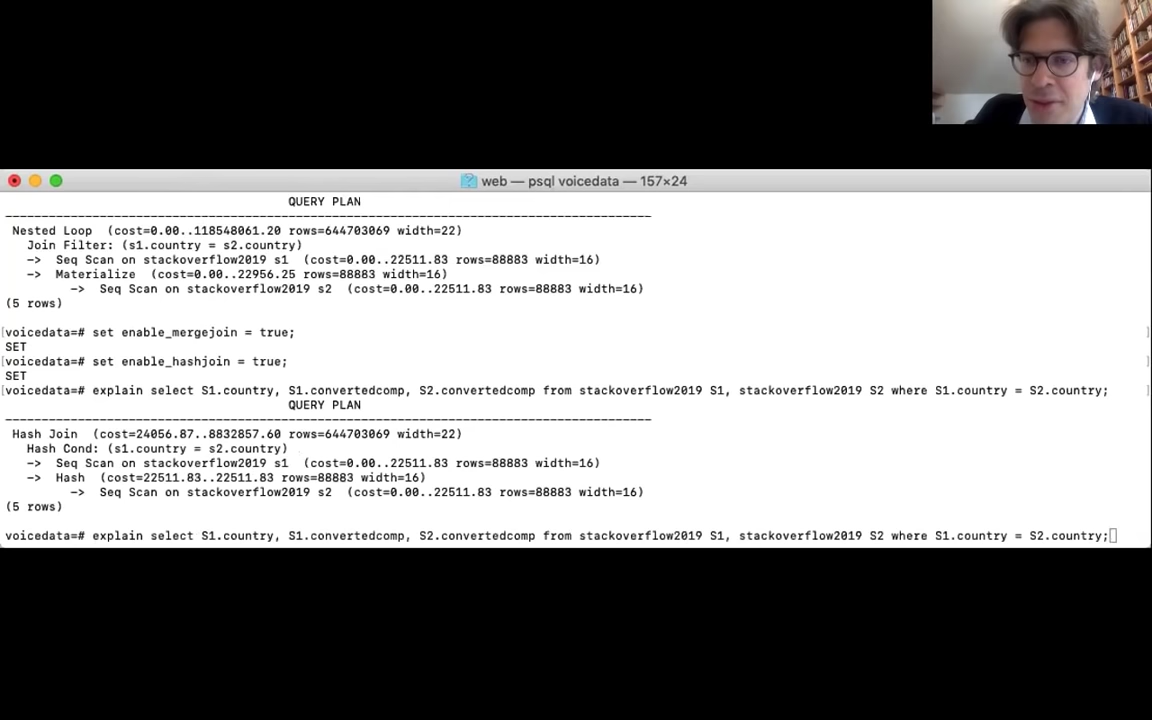 web — psql voicedata — 157×24
QUERY PLAN
Nested Loop  (cost=0.00..118548061.20 rows=644703069 width=22)
Join Filter: (s1.country = s2.country)
->  Seq Scan on stackoverflow2019 s1  (cost=0.00..22511.83 rows=88883 width=16)
->  Materialize  (cost=0.00..22956.25 rows=88883 width=16)
->  Seq Scan on stackoverflow2019 s2  (cost=0.00..22511.83 rows=88883 width=16)
(5 rows)
[voicedata=# set enable_mergejoin = true; ]
SET
[voicedata=# set enable_hashjoin = true; ]
SET
[voicedata=# explain select S1.country, S1.convertedcomp, S2.convertedcomp from stackoverflow2019 S1, stackoverflow2019 S2 where S1.country = S2.country; ]
QUERY PLAN
Hash Join  (cost=24056.87..8832857.60 rows=644703069 width=22)
Hash Cond: (s1.country = s2.country)
->  Seq Scan on stackoverflow2019 s1  (cost=0.00..22511.83 rows=88883 width=16)
->  Hash  (cost=22511.83..22511.83 rows=88883 width=16)
->  Seq Scan on stackoverflow2019 s2  (cost=0.00..22511.83 rows=88883 width=16)
(5 rows)
voicedata=# explain select S1.country, S1.convertedcomp, S2.convertedcomp from stackoverflow2019 S1, stackoverflow2019 S2 where S1.country = S2.country;